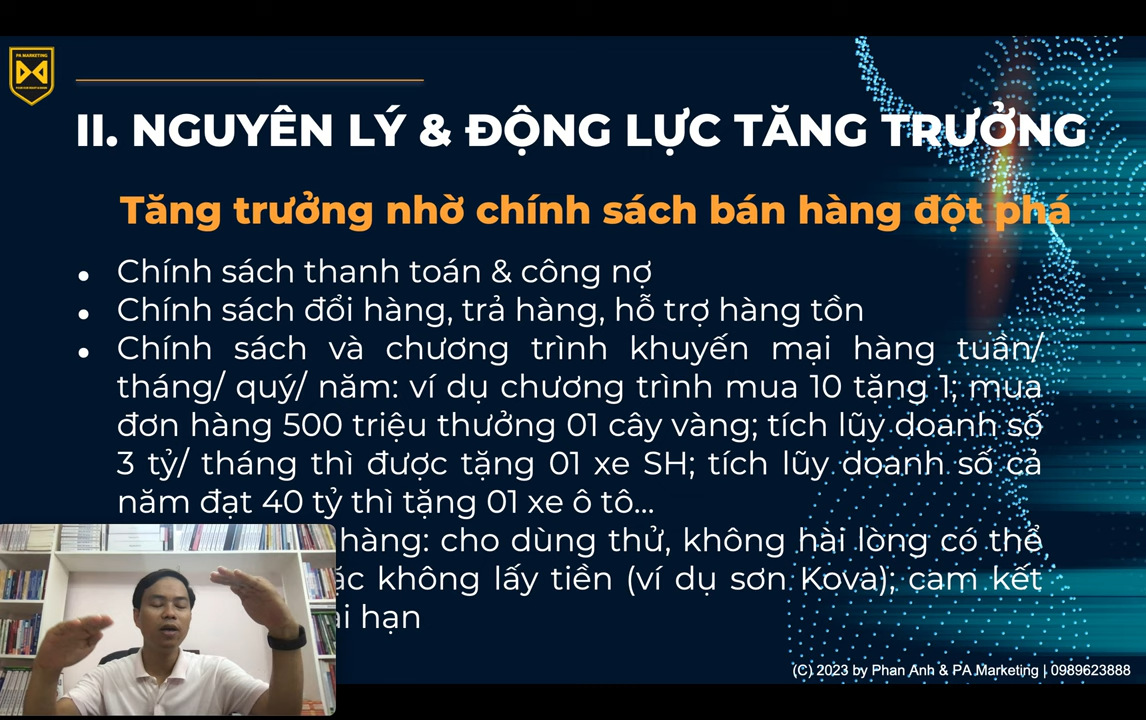 PA MARKETING
II. NGUYÊN LÝ & ĐỘNG LỰC TĂNG TRƯỞNG
Tăng trưởng nhờ chính sách bán hàng đột phá
• Chính sách thanh toán & công nợ
• Chính sách đổi hàng, trả hàng, hỗ trợ hàng tồn
• Chính sách và chương trình khuyến mại hàng tuần/
tháng/ quý/ năm: ví dụ chương trình mua 10 tặng 1; mua
đơn hàng 500 triệu thưởng 01 cây vàng; tích lũy doanh số
3 tỷ/ tháng thì được tặng 01 xe SH; tích lũy doanh số cả
năm đạt 40 tỷ thì tặng 01 xe ô tô...
hàng: cho dùng thử, không hài lòng có thể
không lấy tiền (ví dụ sơn Kova); cam kết
hạn
(C) 2023 by Phan Anh & PA Marketing | 0989623888